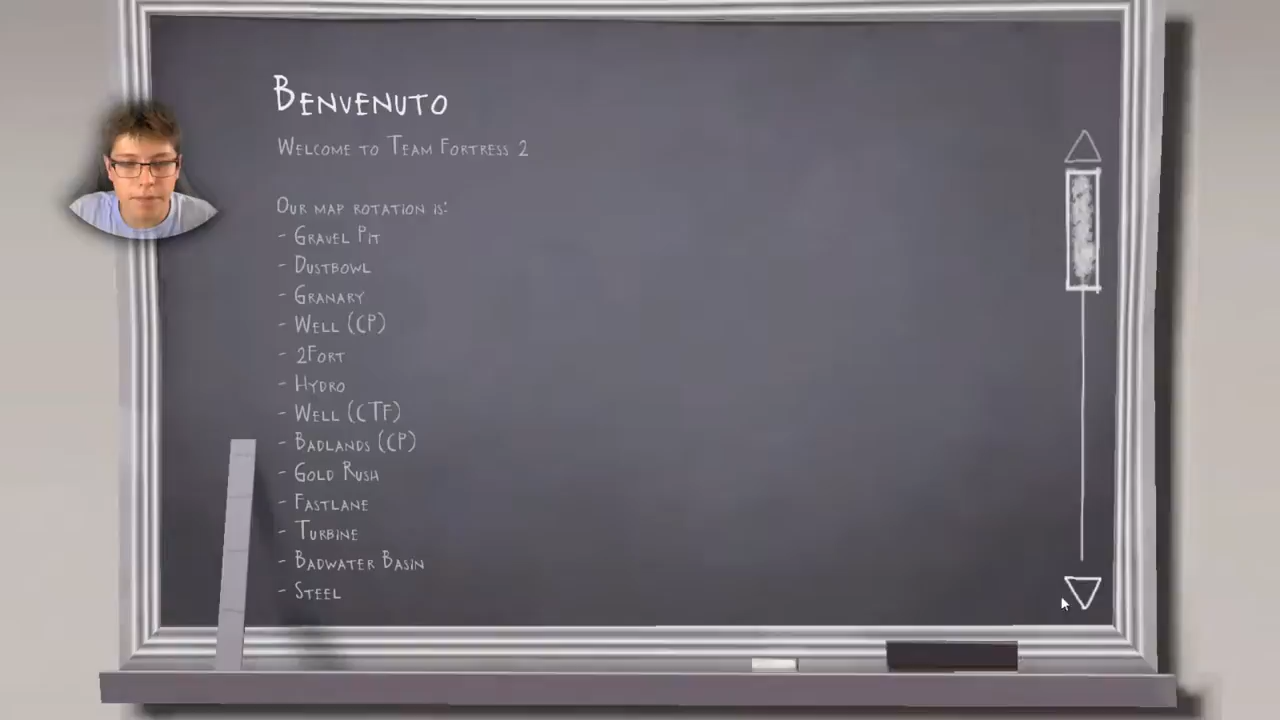 Benvenuto
Welcome to Team Fortress 2
Our map rotation is:
- Gravel Pit
- Dustbowl
- Granary
- Well (CP)
- 2Fort
- Hydro
- Well (CTF)
- Badlands (CP)
- Gold Rush
- Fastlane
- Turbine
- Badwater Basin
- Steel